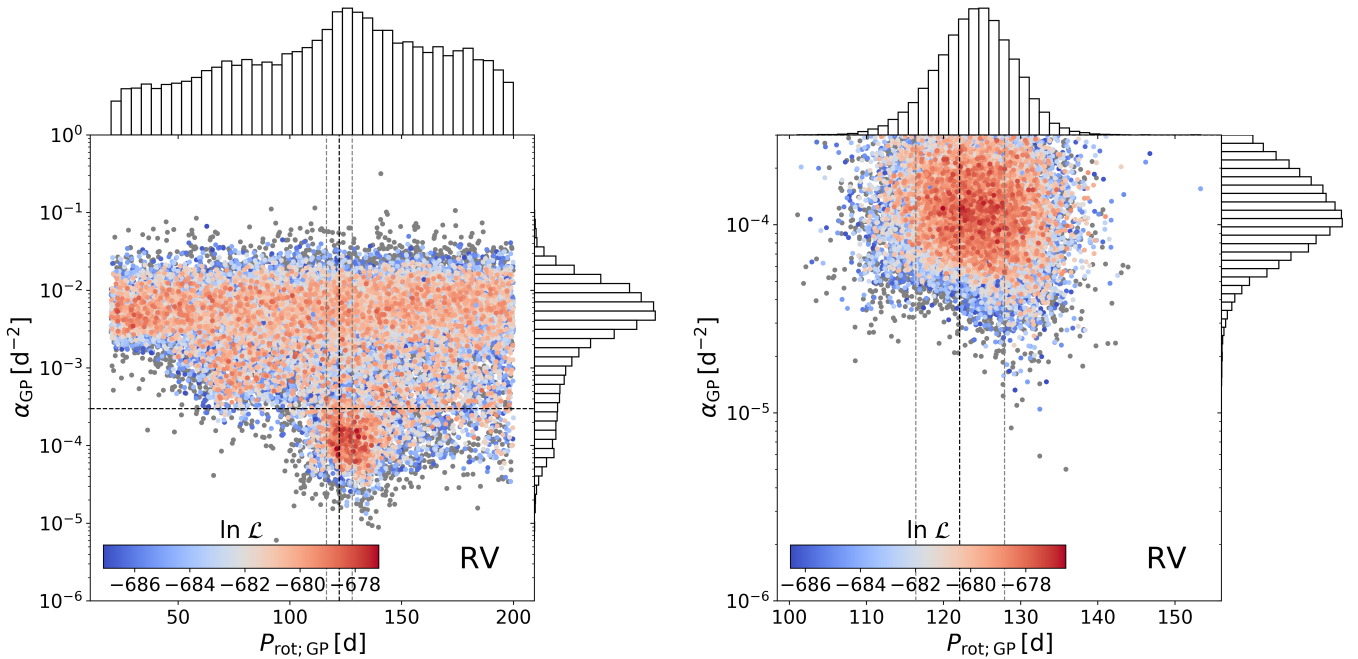 10⁰
10⁻¹
10⁻²
10⁻³
10⁻⁴
10⁻⁵
10⁻⁶
α_GP [d⁻²]
ln ℒ
−686 −684 −682 −680 −678
RV
50 100 150 200
P_rot; GP [d]
10⁻⁴
10⁻⁵
10⁻⁶
α_GP [d⁻²]
ln ℒ
−686 −684 −682 −680 −678
RV
100 110 120 130 140 150
P_rot; GP [d]